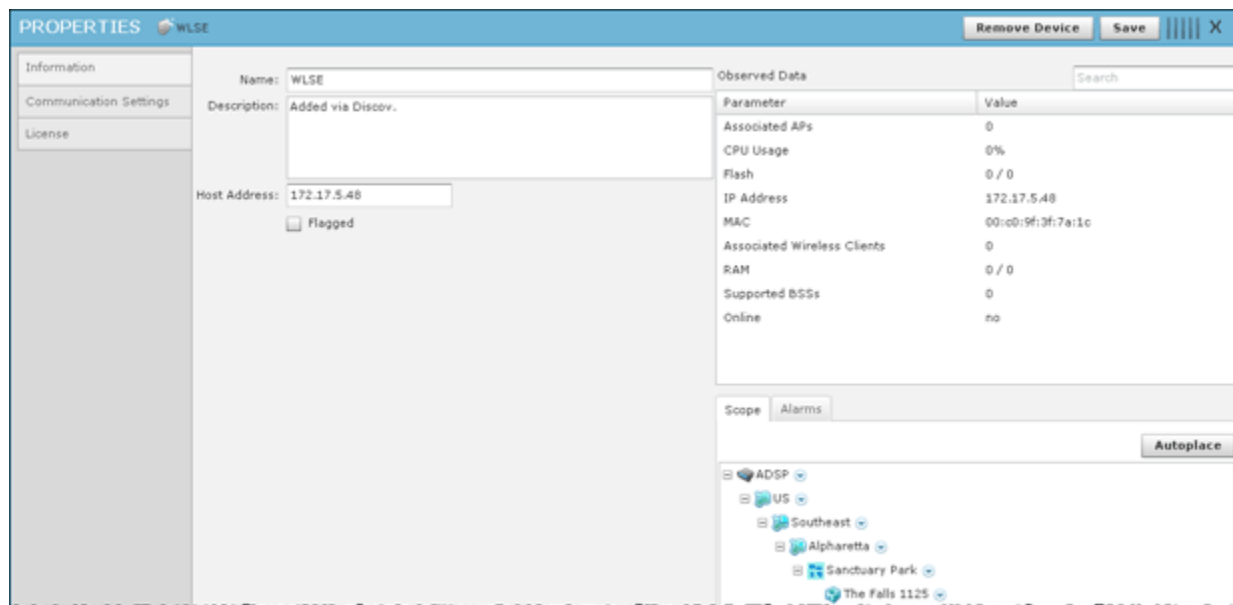 PROPERTIES WLSE
Remove Device Save X
Information
Communication Settings
License
Name: WLSE
Description: Added via Discov.
Host Address: 172.17.5.48
Flagged
Observed Data Search
Parameter Value
Associated APs 0
CPU Usage 0%
Flash 0 / 0
IP Address 172.17.5.48
MAC 00:c0:9f:3f:7a:1c
Associated Wireless Clients 0
RAM 0 / 0
Supported BSSs 0
Online no
Scope Alarms
Autoplace
ADSP
US
Southeast
Alpharetta
Sanctuary Park
The Falls 1125